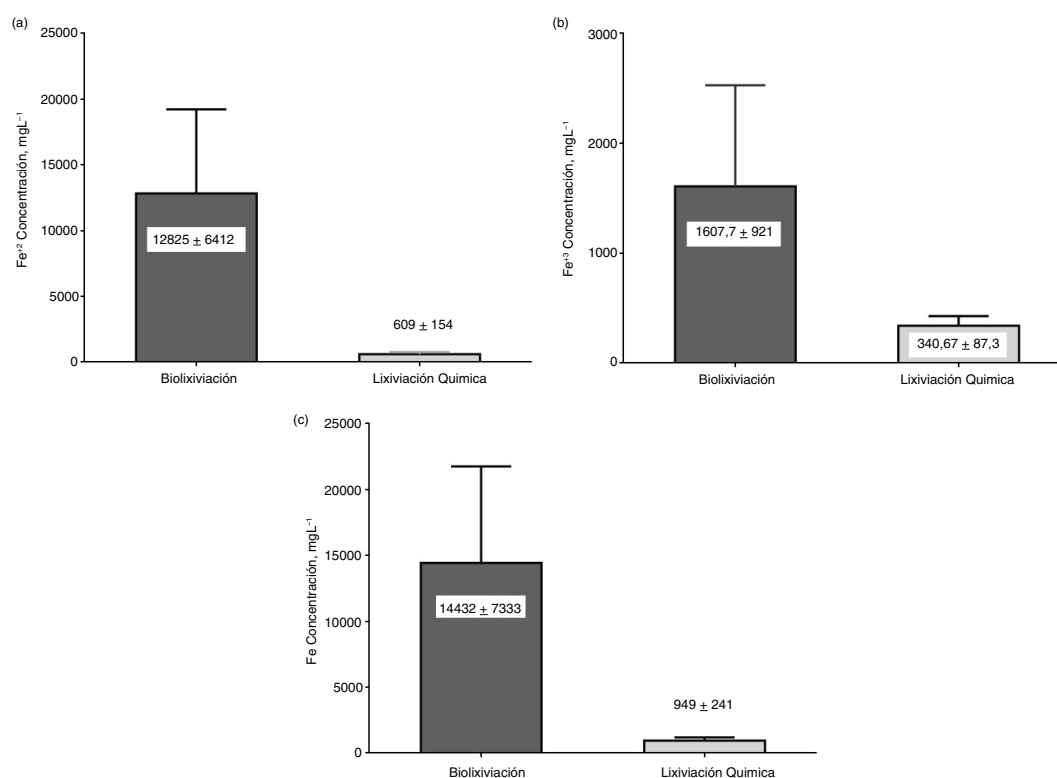 (a)
Fe+2 Concentración, mgL−1
25000
20000
15000
10000
5000
0
12825 ± 6412
609 ± 154
Biolixiviación
Lixiviación Quimica
(b)
Fe+3 Concentración, mgL−1
3000
2000
1000
0
1607,7 ± 921
340,67 ± 87,3
Biolixiviación
Lixiviación Quimica
(c)
Fe Concentración, mgL−1
25000
20000
15000
10000
5000
0
14432 ± 7333
949 ± 241
Biolixiviación
Lixiviación Quimica